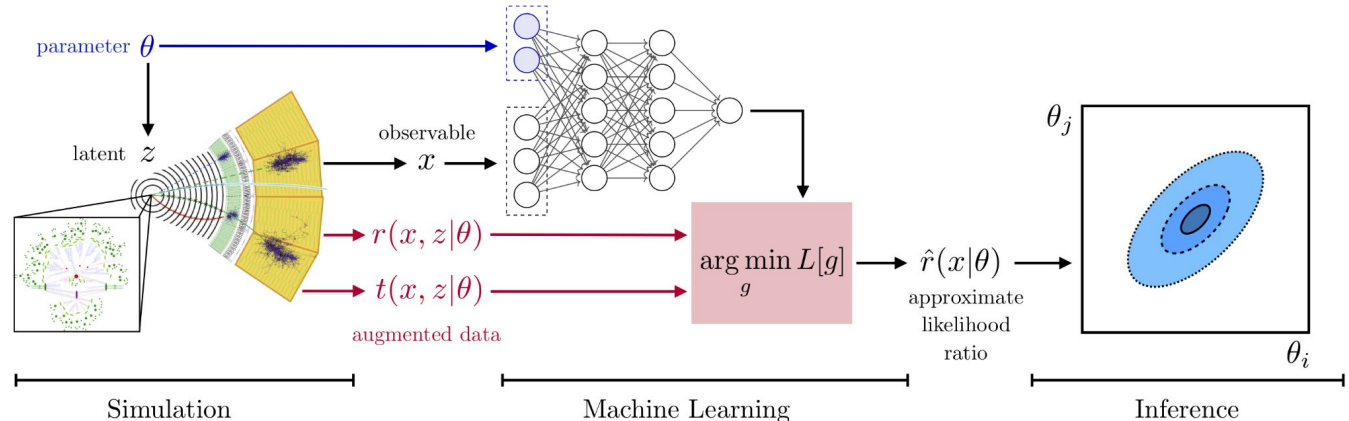 parameter θ
latent z
observable
x
r(x, z|θ)
t(x, z|θ)
augmented data
arg min L[g]
g
r̂(x|θ)
approximate
likelihood
ratio
θⱼ
θᵢ
Simulation
Machine Learning
Inference